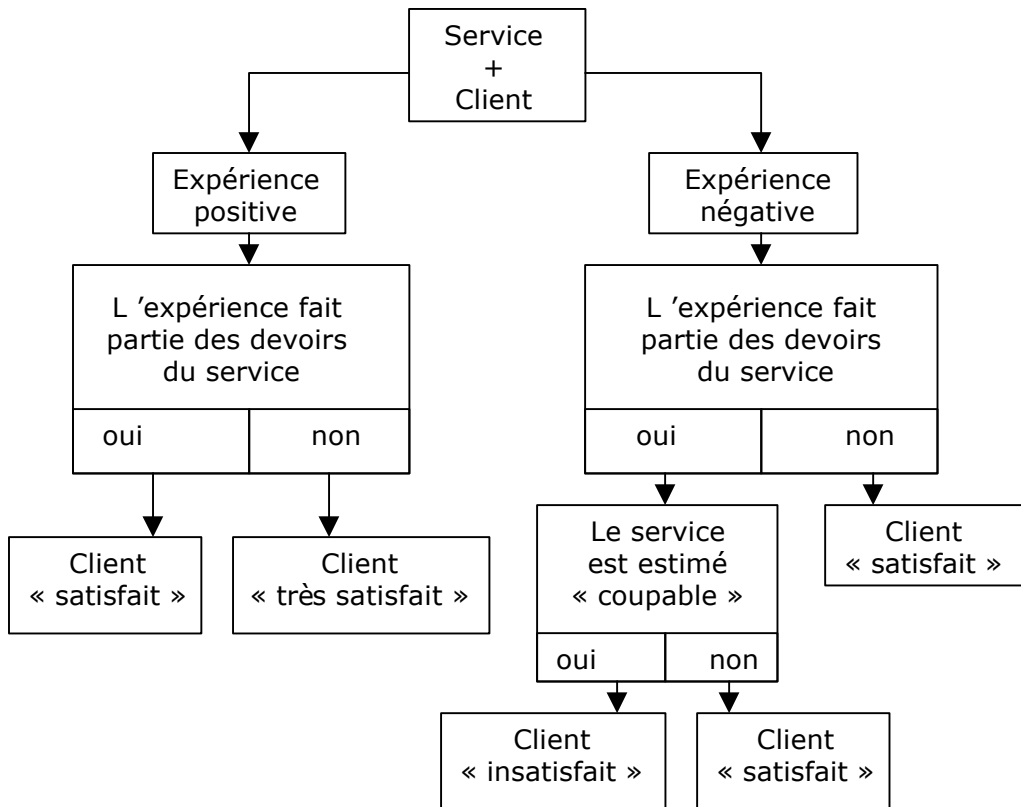 Service
+
Client
Expérience
positive
Expérience
négative
L ’expérience fait
partie des devoirs
du service
oui
non
L ’expérience fait
partie des devoirs
du service
oui
non
Client
« satisfait »
Client
« très satisfait »
Le service
est estimé
« coupable »
oui
non
Client
« satisfait »
Client
« insatisfait »
Client
« satisfait »